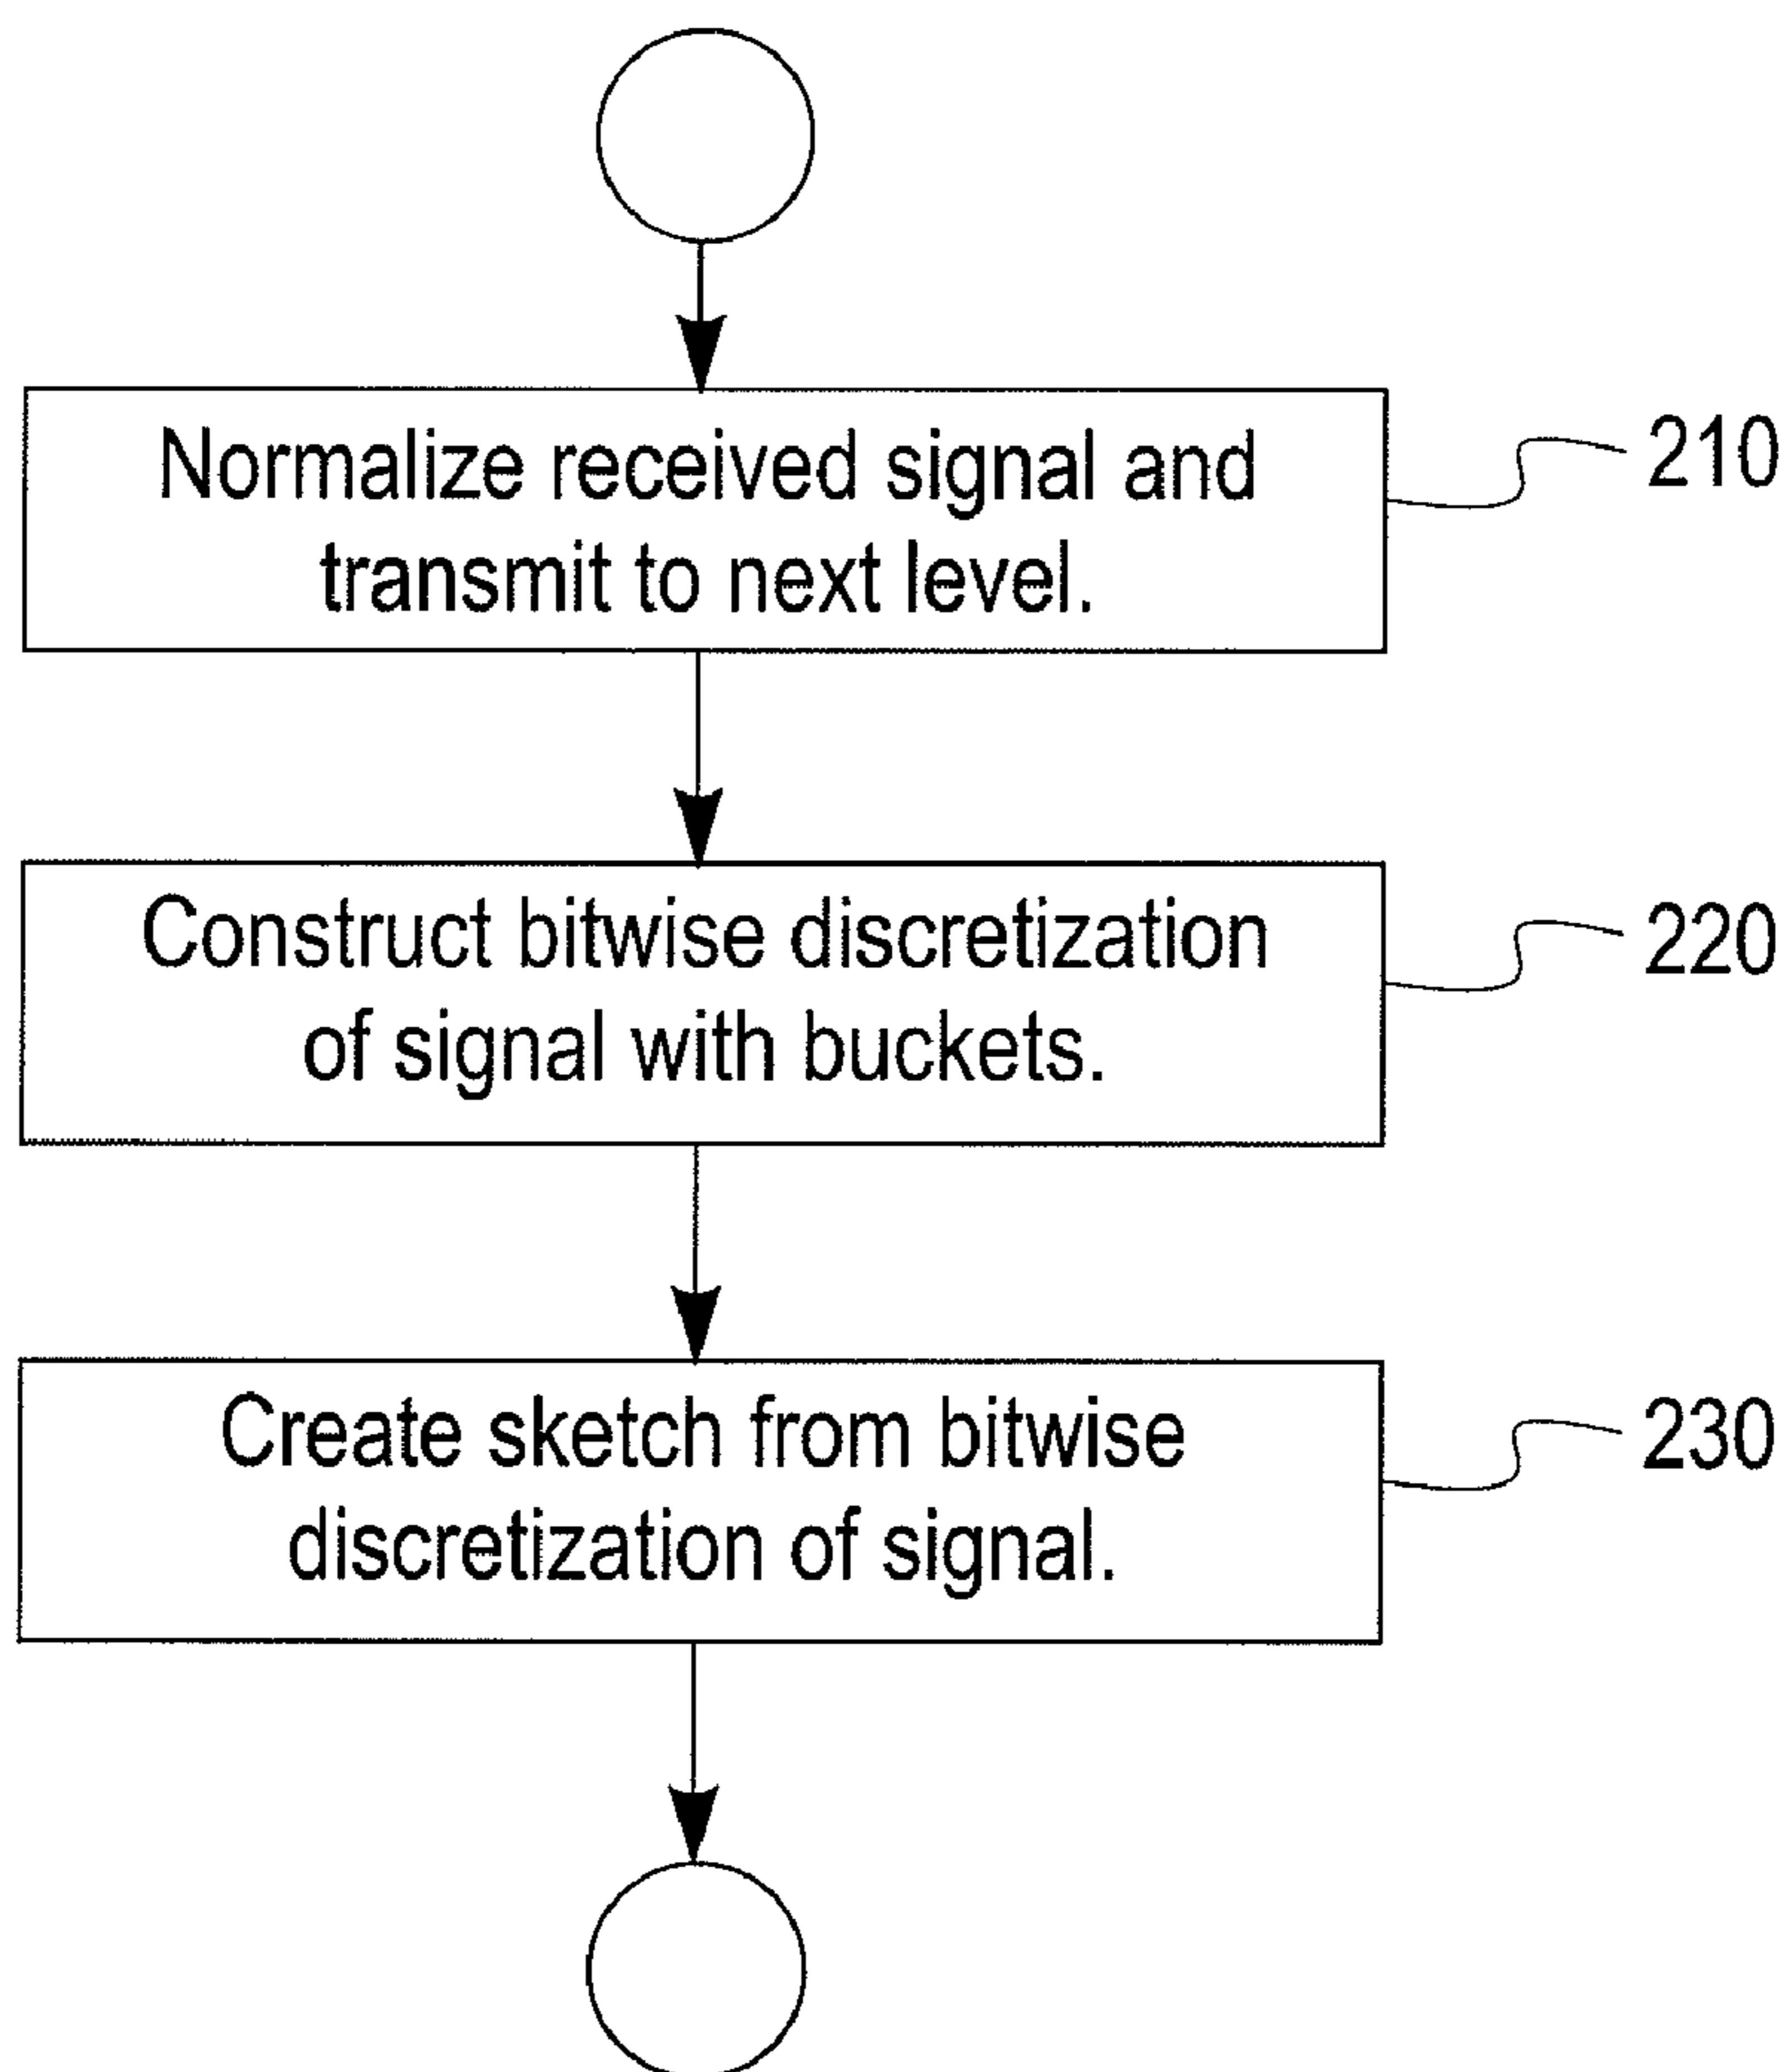 Normalize received signal and
transmit to next level.
210
Construct bitwise discretization
of signal with buckets.
220
Create sketch from bitwise
discretization of signal.
230